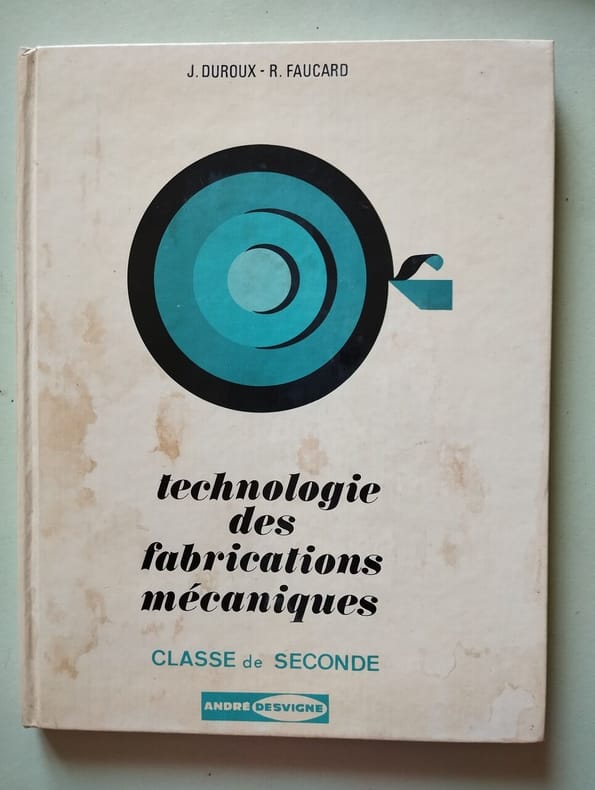 J. DUROUX - R. FAUCARD
technologie
des
fabrications
mécaniques
CLASSE de SECONDE
ANDRÉ DESVIGNE